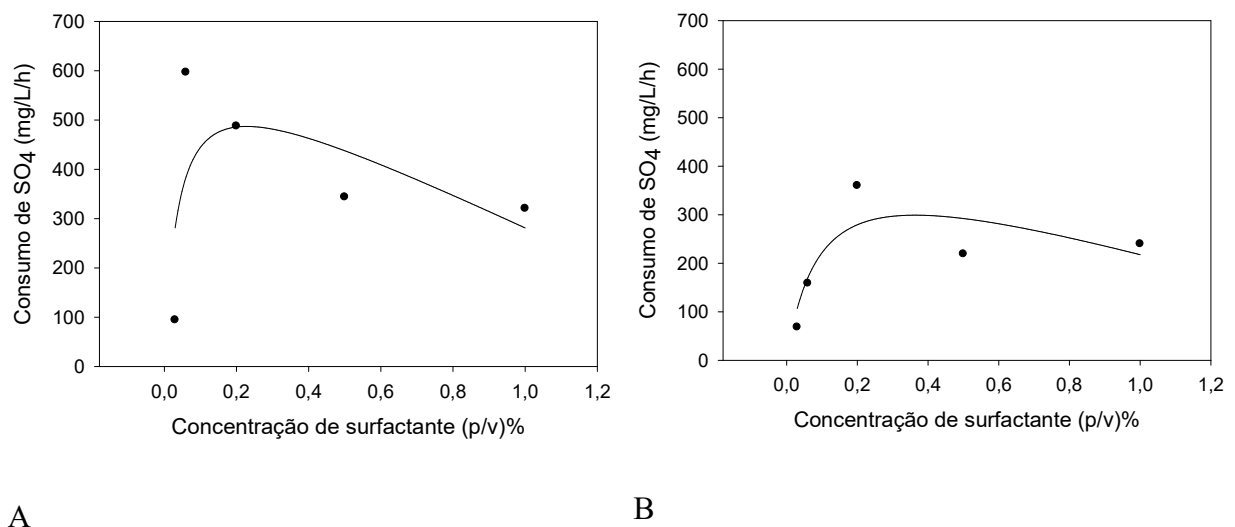 700
600
500
400
300
200
100
0
Consumo de SO4 (mg/L/h)
0,0 0,2 0,4 0,6 0,8 1,0 1,2
Concentração de surfactante (p/v)%
A
700
600
500
400
300
200
100
0
Consumo de SO4 (mg/L/h)
0,0 0,2 0,4 0,6 0,8 1,0 1,2
Concentração de surfactante (p/v)%
B